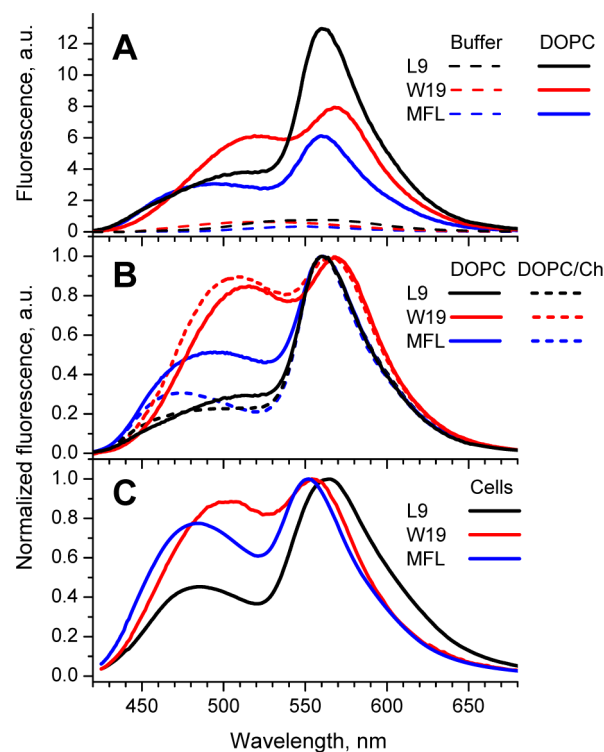 A
Buffer DOPC
L9
W19
MFL
12
10
8
6
4
2
0
Fluorescence, a.u.
B
DOPC DOPC/Ch
L9
W19
MFL
1.0
0.8
0.6
0.4
0.2
0.0
Normalized fluorescence, a.u.
C
Cells
L9
W19
MFL
1.0
0.8
0.6
0.4
0.2
0.0
450 500 550 600 650
Wavelength, nm